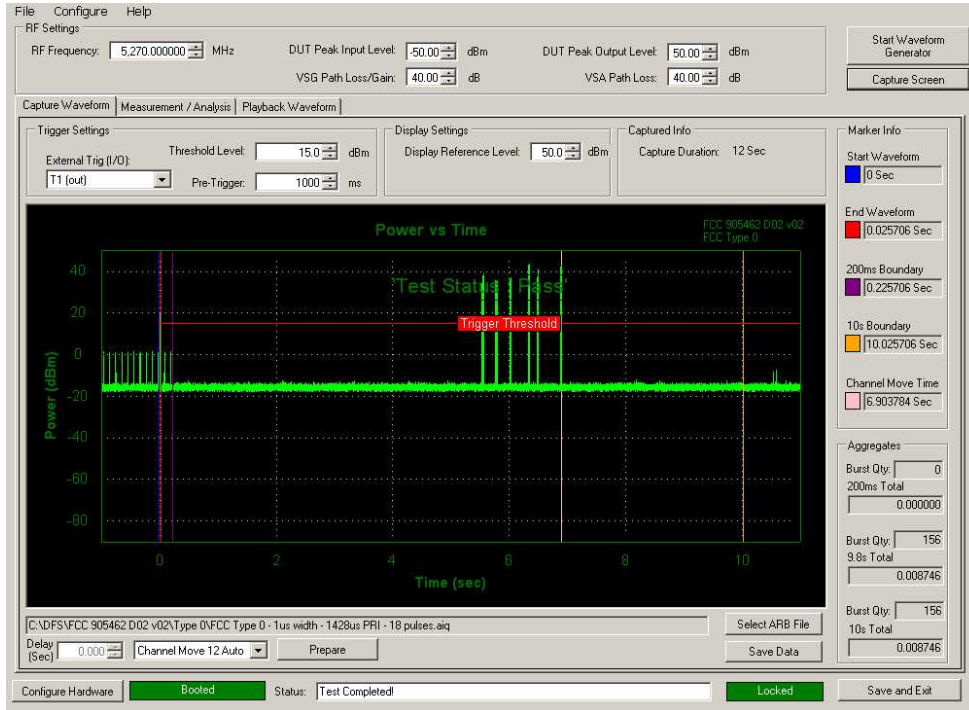 File Configure Help
RF Settings
RF Frequency: 5,270.000000 MHz
DUT Peak Input Level: -50.00 dBm
DUT Peak Output Level: 50.00 dBm
VSG Path Loss/Gain: 40.00 dB
VSA Path Loss: 40.00 dB
Start Waveform Generator
Capture Screen
Capture Waveform Measurement / Analysis Playback Waveform
Trigger Settings
External Trig (I/O):
T1 (out)
Threshold Level: 15.0 dBm
Pre-Trigger: 1000 ms
Display Settings
Display Reference Level: 50.0 dBm
Captured Info
Capture Duration: 12 Sec
Marker Info
Start Waveform
0 Sec
End Waveform
0.025706 Sec
200ms Boundary
0.225706 Sec
10s Boundary
10.025706 Sec
Channel Move Time
6.903784 Sec
Power vs Time
FCC 905462 D02 v02
FCC Type 0
'Test Status : Pass'
Trigger Threshold
Power (dBm)
40
20
0
-20
-40
-60
-80
0 2 4 6 8 10
Time (sec)
Aggregates
Burst Qty: 0
200ms Total
0.000000
Burst Qty: 156
9.8s Total
0.008746
Burst Qty: 156
10s Total
0.008746
C:\DFS\FCC 905462 D02 v02\Type 0\FCC Type 0 - 1us width - 1428us PRI - 18 pulses.aiq
Select ARB File
Delay (Sec) 0.000
Channel Move 12 Auto
Prepare
Save Data
Configure Hardware
Booted
Status: Test Completed!
Locked
Save and Exit